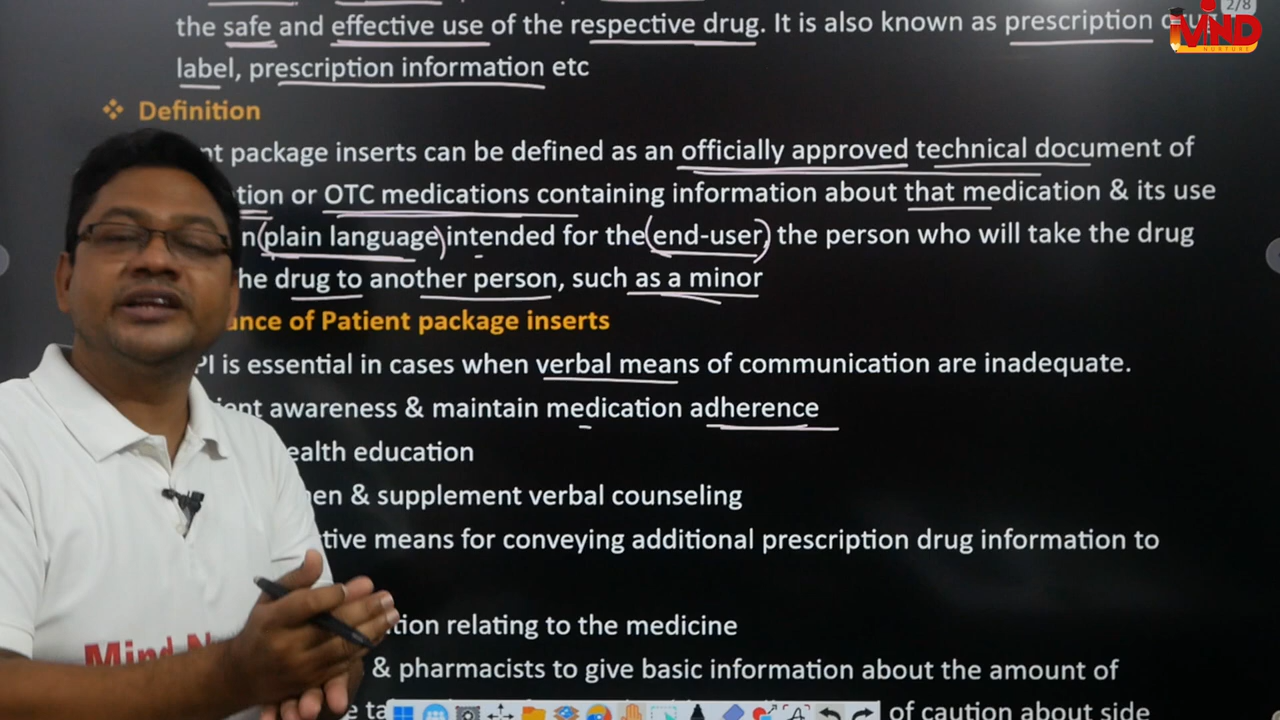 2/8
the safe and effective use of the respective drug. It is also known as prescription drug
MIND
NURTURE
label, prescription information etc
❖ Definition
nt package inserts can be defined as an officially approved technical document of
tion or OTC medications containing information about that medication & its use
n (plain language) intended for the (end-user) the person who will take the drug
he drug to another person, such as a minor
ance of Patient package inserts
PI is essential in cases when verbal means of communication are inadequate.
ient awareness & maintain medication adherence
ealth education
hen & supplement verbal counseling
tive means for conveying additional prescription drug information to
tion relating to the medicine
& pharmacists to give basic information about the amount of
e ta
of caution about side
Mind N